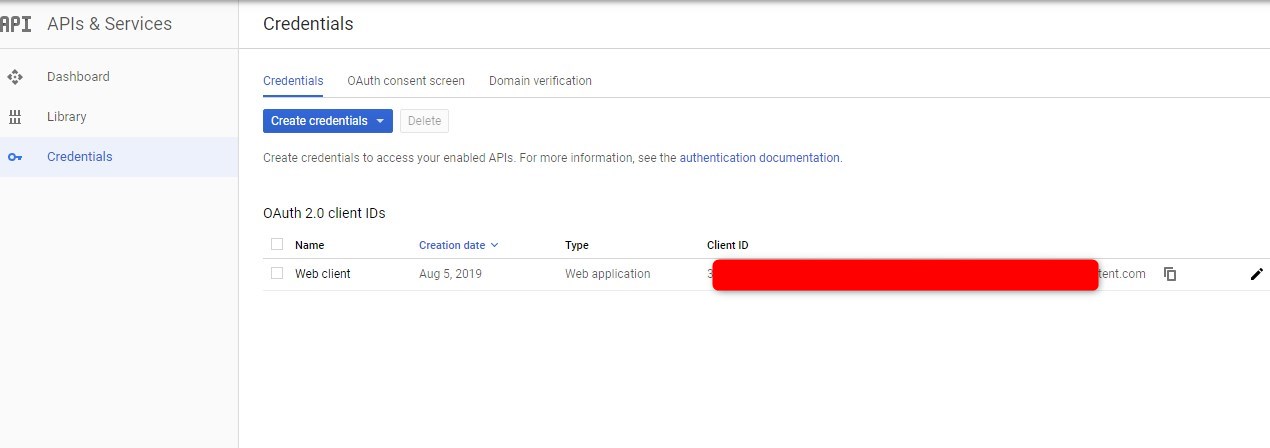 API APIs & Services
Credentials
Dashboard
Library
Credentials
Credentials OAuth consent screen Domain verification
Create credentials Delete
Create credentials to access your enabled APIs. For more information, see the authentication documentation.
OAuth 2.0 client IDs
Name Creation date Type Client ID
Web client Aug 5, 2019 Web application 3 tent.com